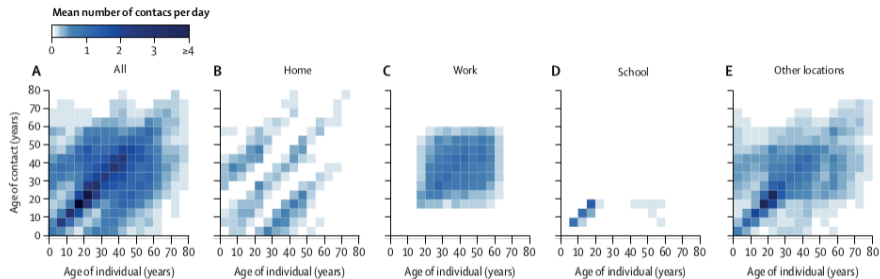 Mean number of contacs per day
0 1 2 3 ≥4
A All B Home C Work D School E Other locations
Age of contact (years)
80
70
60
50
40
30
20
10
0
0 10 20 30 40 50 60 70 80 0 10 20 30 40 50 60 70 80 0 10 20 30 40 50 60 70 80 0 10 20 30 40 50 60 70 80 0 10 20 30 40 50 60 70 80
Age of individual (years) Age of individual (years) Age of individual (years) Age of individual (years) Age of individual (years)